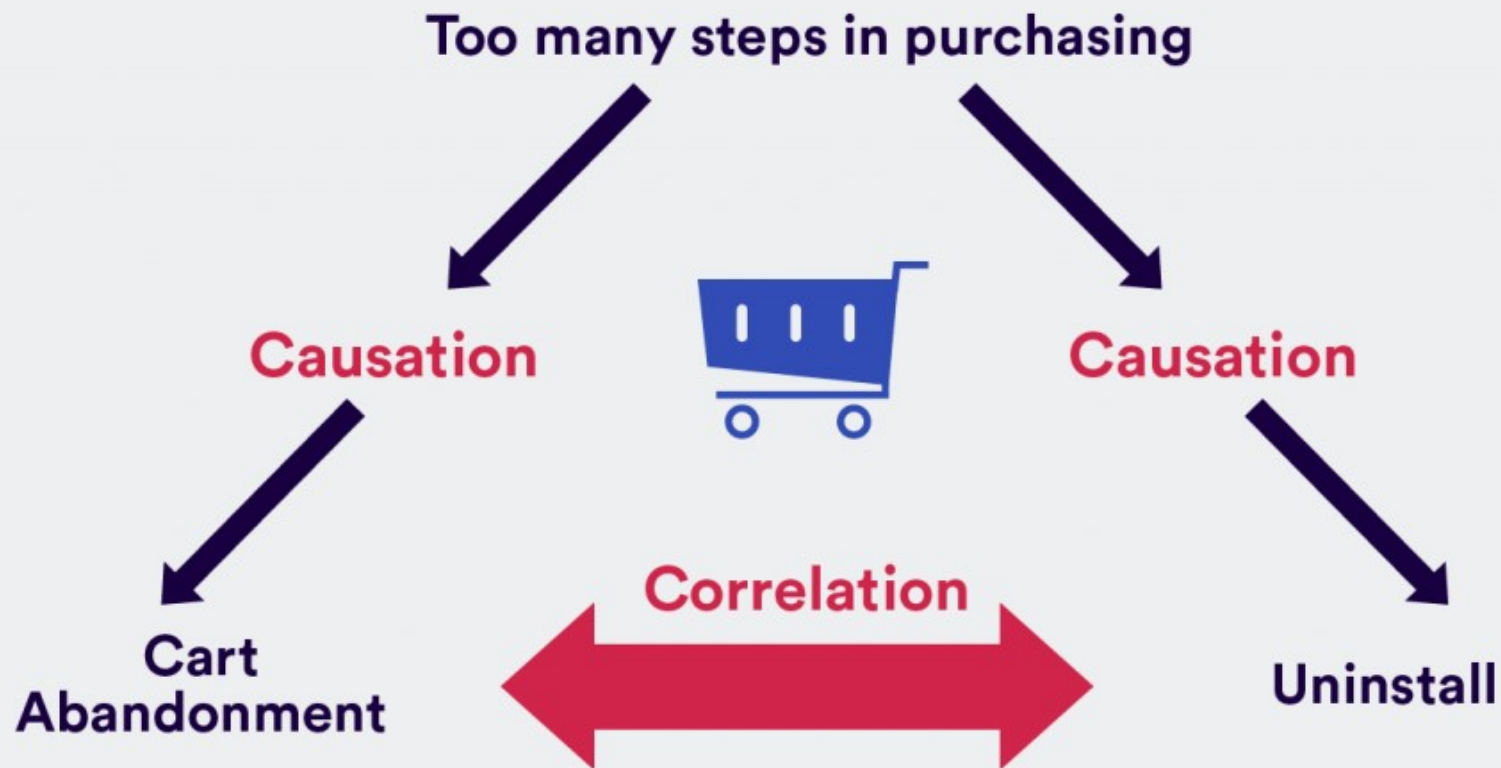 Too many steps in purchasing
Causation
Causation
Correlation
Cart
Abandonment
Uninstall